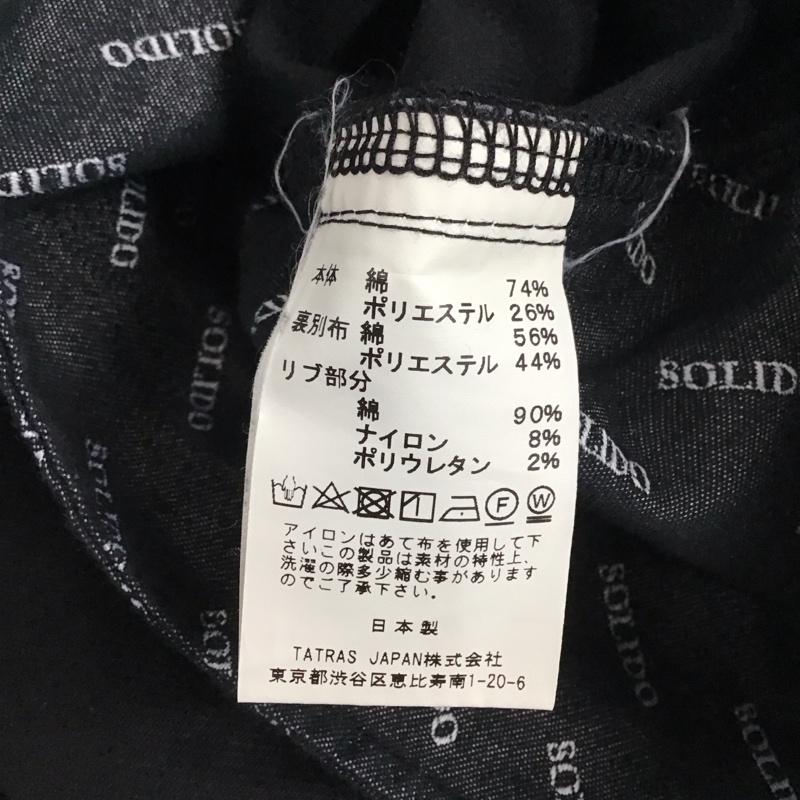 本体 綿 74%
ポリエステル 26%
裏別布 綿 56%
ポリエステル 44%
リブ部分
綿 90%
ナイロン 8%
ポリウレタン 2%
F W
アイロンはあて布を使用して下
さいこの製品は素材の特性上、
洗濯の際多少縮む事があります
のでご了承下さい。
日本製
TATRAS JAPAN株式会社
東京都渋谷区恵比寿南1-20-6
SOLIDO
SOLIDO
SOLIDO
SOLIDO
SOLID
SOLIDO
SOLIDO